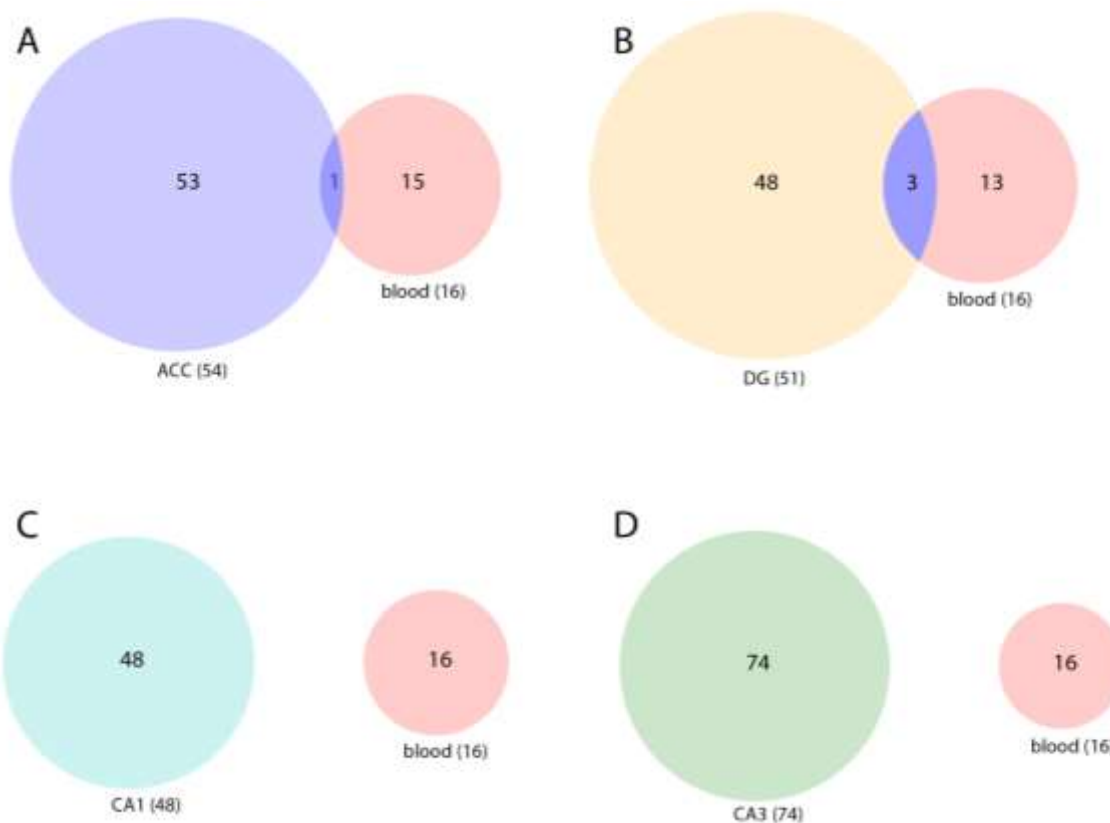 A
53
1
15
blood (16)
ACC (54)
B
48
3
13
blood (16)
DG (51)
C
48
16
blood (16)
CA1 (48)
D
74
16
blood (16
CA3 (74)